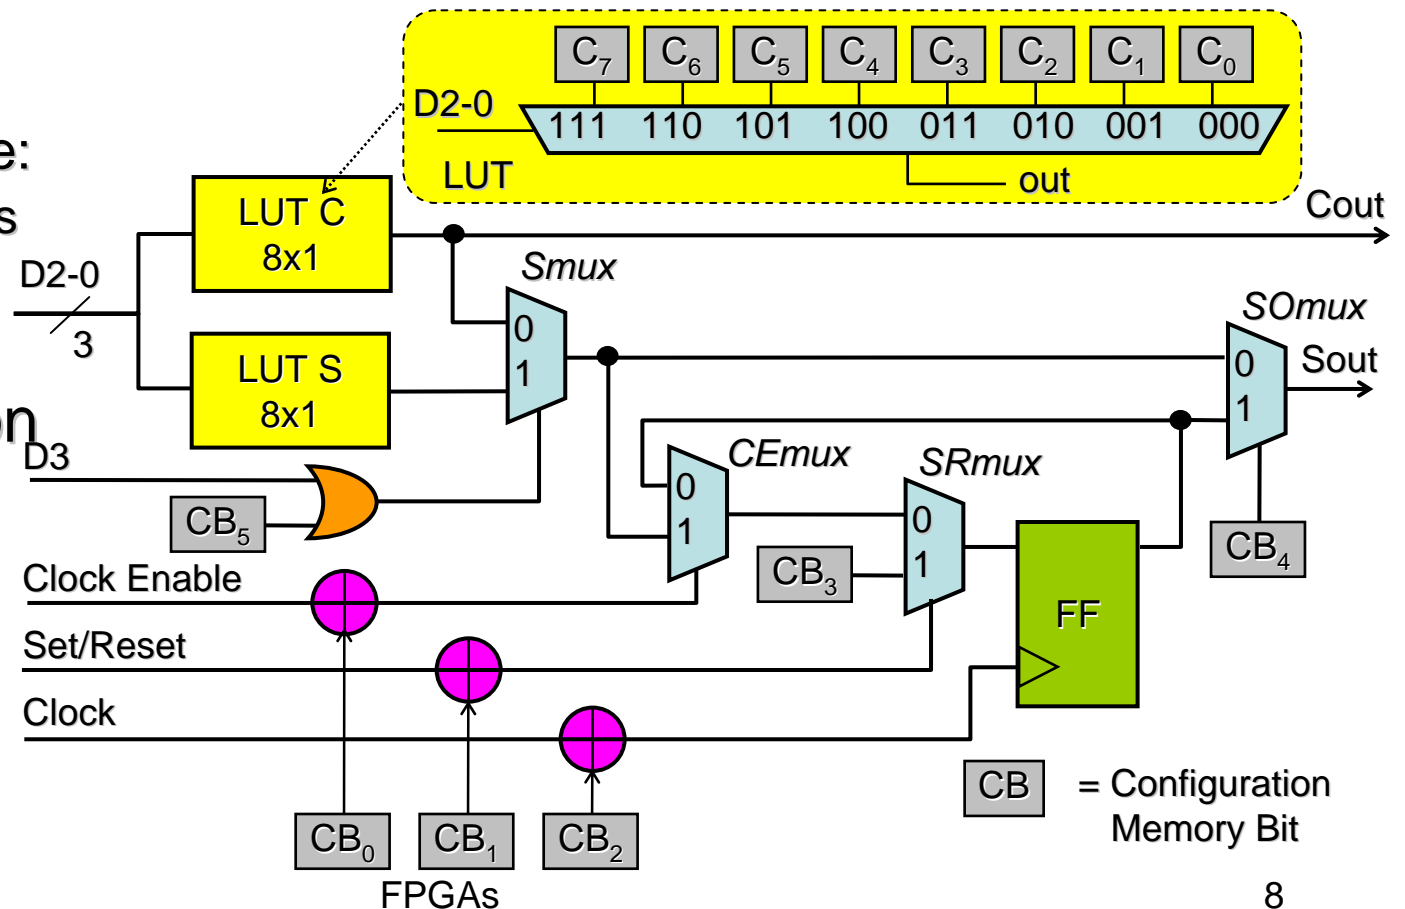 C7 C6 C5 C4 C3 C2 C1 C0
D2-0
111 110 101 100 011 010 001 000
LUT
out
e:
s
LUT C
8x1
Cout
D2-0
3
Smux
0
1
SOmux
0
1
Sout
LUT S
8x1
on
D3
CB5
CEmux
0
1
SRmux
0
1
CB3
CB4
FF
Clock Enable
Set/Reset
Clock
CB0
CB1
CB2
CB
= Configuration
Memory Bit
FPGAs
8